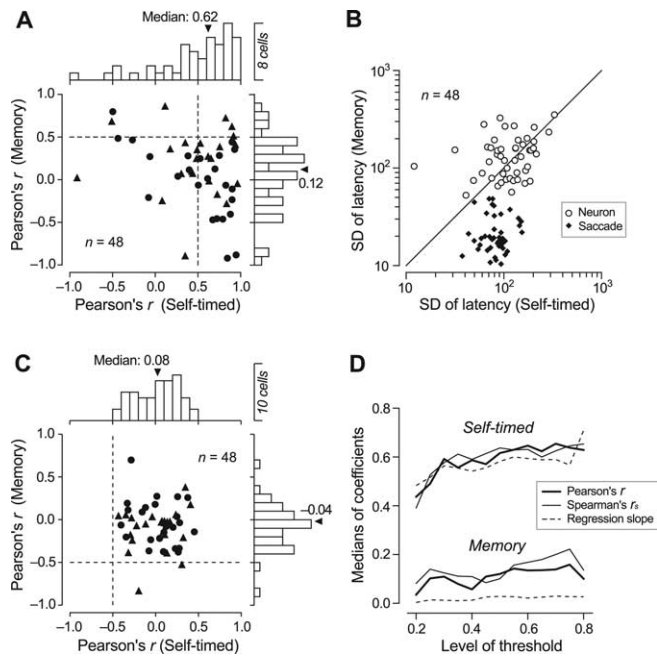 A
Median: 0.62
8 cells
1.0
0.5
0.0
–0.5
–1.0
Pearson's r (Memory)
n = 48
0.12
–1.0 –0.5 0.0 0.5 1.0
Pearson's r (Self-timed)
B
10³
10²
10
SD of latency (Memory)
n = 48
Neuron
Saccade
10 10² 10³
SD of latency (Self-timed)
C
Median: 0.08
10 cells
1.0
0.5
0.0
–0.5
–1.0
Pearson's r (Memory)
n = 48
–0.04
–1.0 –0.5 0.0 0.5 1.0
Pearson's r (Self-timed)
D
0.8
0.6
0.4
0.2
0.0
Medians of coefficients
Self-timed
Pearson's r
Spearman's rs
Regression slope
Memory
0.2 0.4 0.6 0.8
Level of threshold